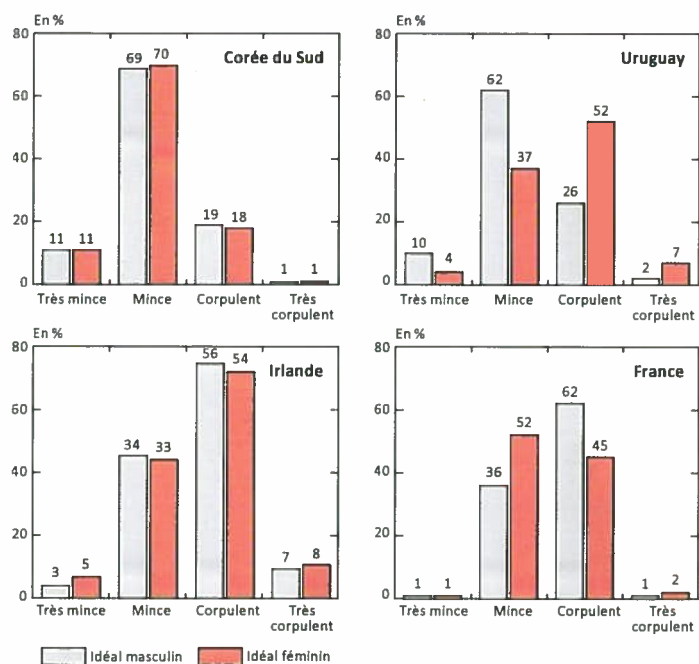 En %
Corée du Sud
80
60
40
20
0
11 11 69 70 19 18 1 1
Très mince Mince Corpulent Très corpulent
En %
Uruguay
80
60
40
20
0
10 4 62 37 26 52 2 7
Très mince Mince Corpulent Très corpulent
En %
Irlande
80
60
40
20
0
3 5 34 33 56 54 7 8
Très mince Mince Corpulent Très corpulent
En %
France
80
60
40
20
0
1 1 36 52 62 45 1 2
Très mince Mince Corpulent Très corpulent
Idéal masculin Idéal féminin